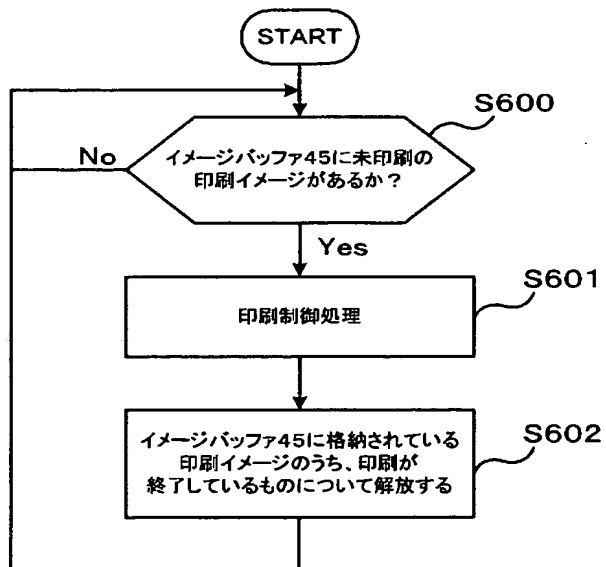 START
S600
イメージバッファ45に未印刷の
印刷イメージがあるか？
No
Yes
S601
印刷制御処理
S602
イメージバッファ45に格納されている
印刷イメージのうち、印刷が
終了しているものについて解放する